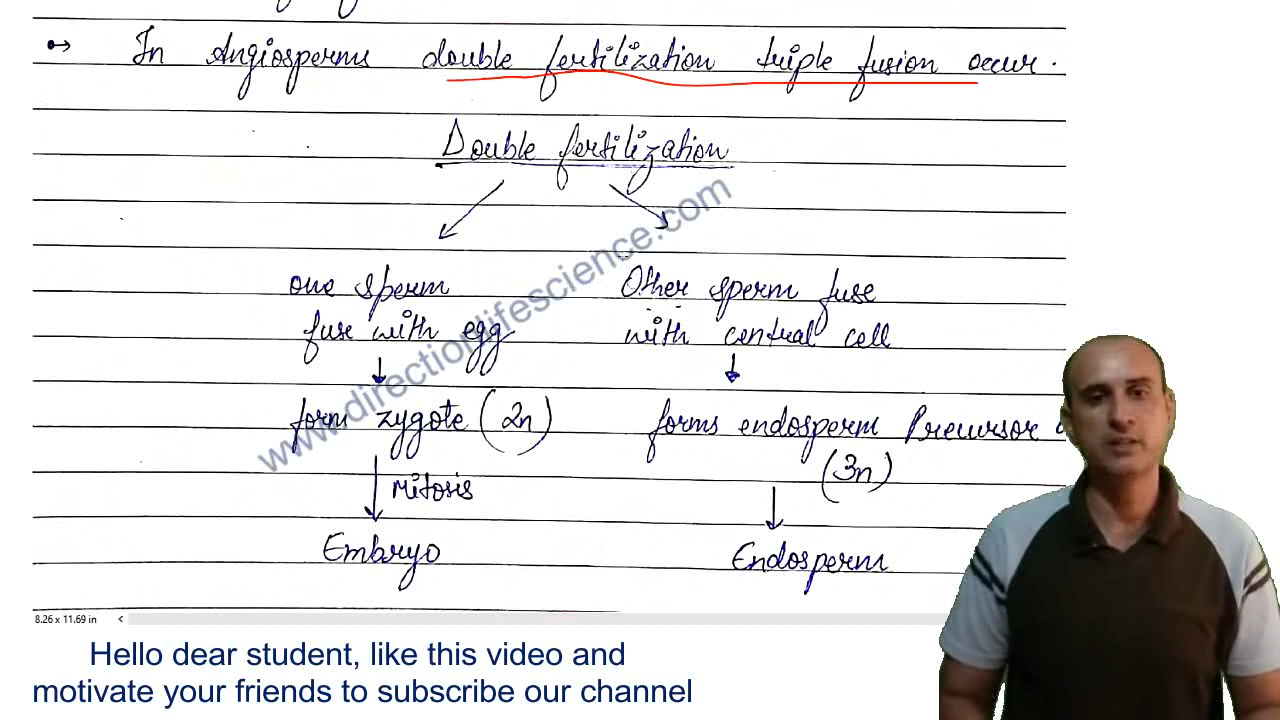 In Angiosperms double fertilization triple fusion occur.
Double fertilization
one sperm
fuse with egg
form zygote (2n)
mitosis
Embryo
Other sperm fuse
with central cell
forms endosperm Precursor
(3n)
Endosperm
www.directionlifescience.com
8.26 x 11.69 in
Hello dear student, like this video and
motivate your friends to subscribe our channel